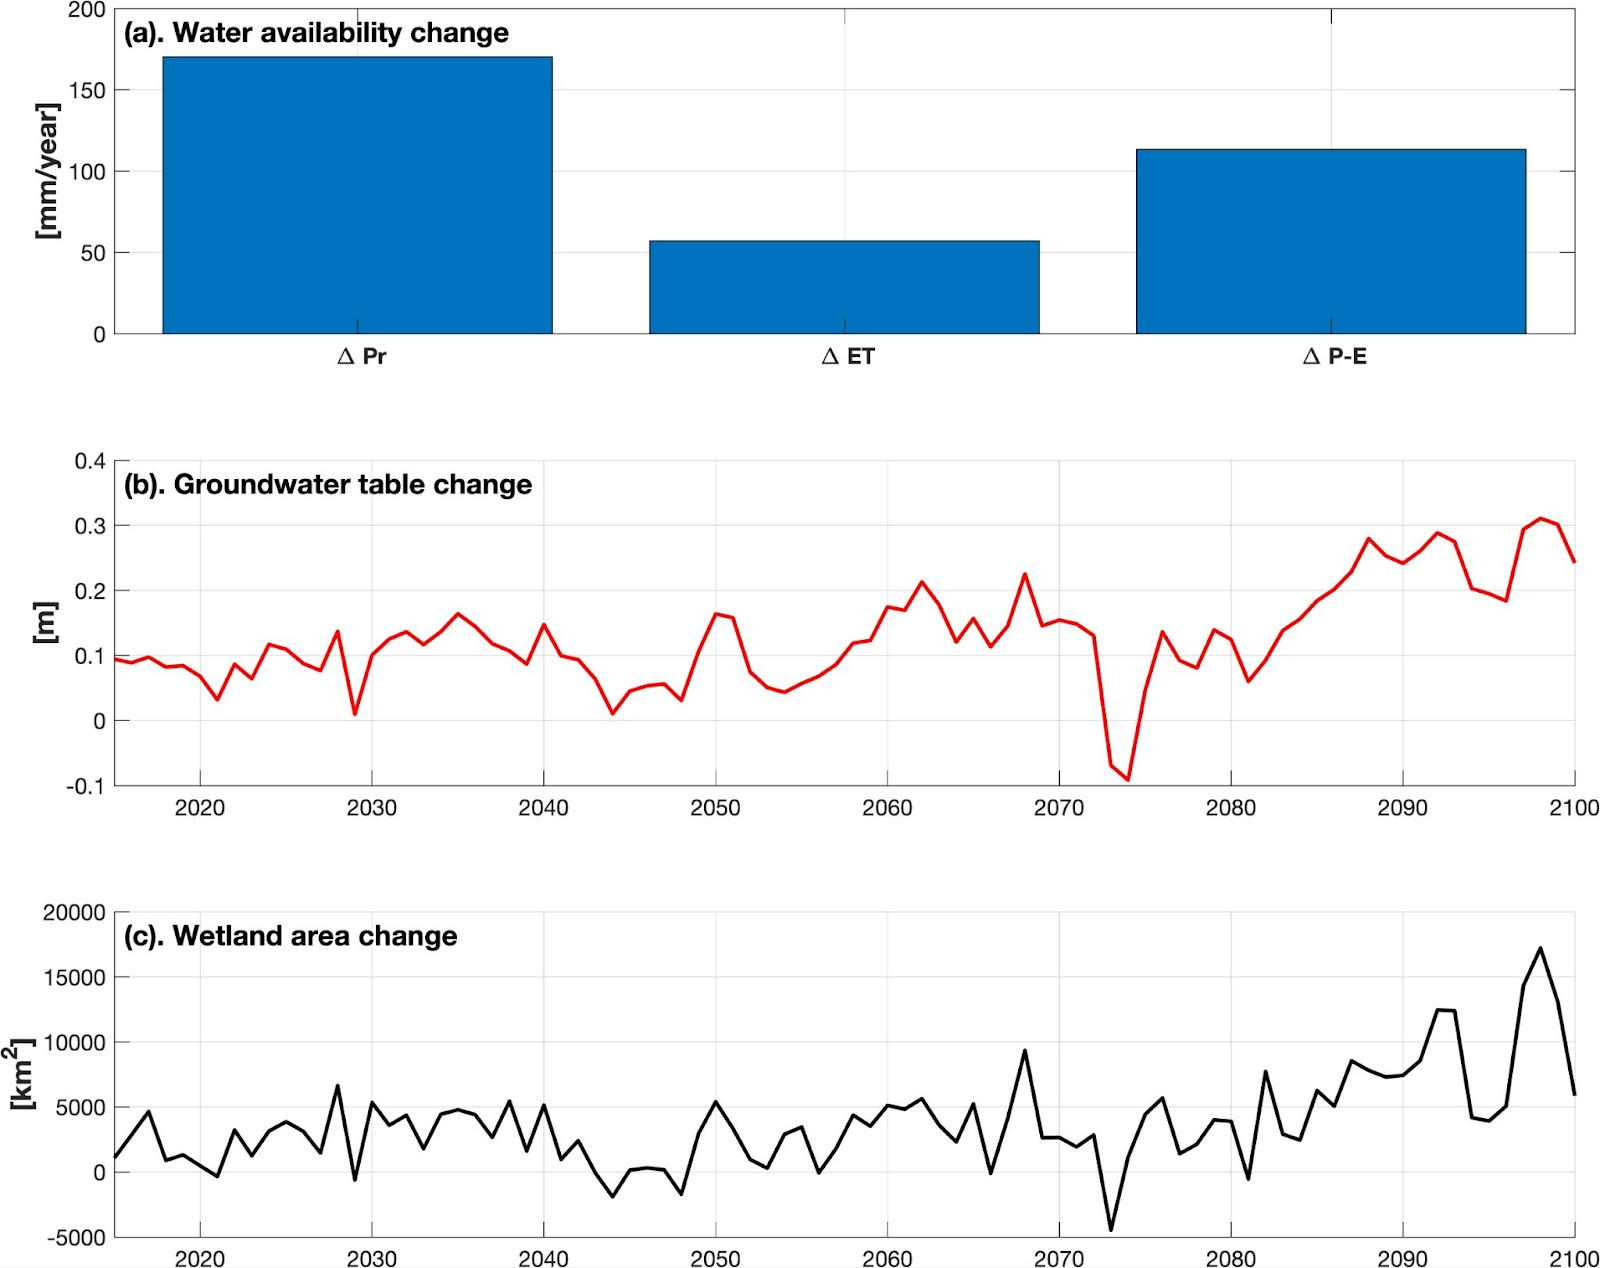 (a). Water availability change
200
150
100
50
0
[mm/year]
Δ Pr
Δ ET
Δ P-E
(b). Groundwater table change
0.4
0.3
0.2
0.1
0
-0.1
[m]
2020 2030 2040 2050 2060 2070 2080 2090 2100
(c). Wetland area change
20000
15000
10000
5000
0
-5000
[km²]
2020 2030 2040 2050 2060 2070 2080 2090 2100